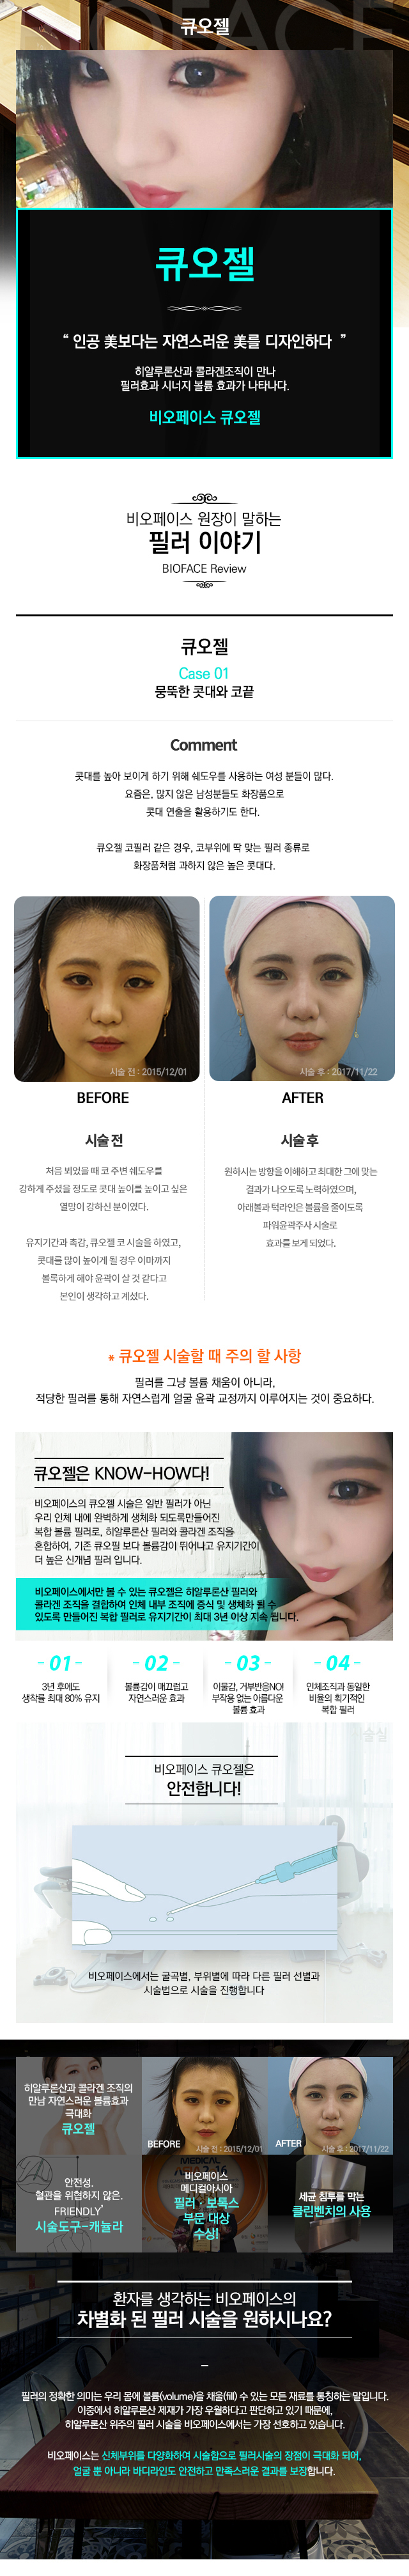 큐오젤
큐오젤
“ 인공 美보다는 자연스러운 美를 디자인하다 ”
히알루론산과 콜라겐조직이 만나
필러효과 시너지 볼륨 효과가 나타나다.
비오페이스 큐오젤
비오페이스 원장이 말하는
필러 이야기
BIOFACE Review
큐오젤
Case 01
뭉뚝한 콧대와 코끝
Comment
콧대를 높아 보이게 하기 위해 쉐도우를 사용하는 여성 분들이 많다.
요즘은, 많지 않은 남성분들도 화장품으로
콧대 연출을 활용하기도 한다.
큐오젤 코필러 같은 경우, 코부위에 딱 맞는 필러 종류로
화장품처럼 과하지 않은 높은 콧대다.
시술 전 : 2015/12/01
시술 후 : 2017/11/22
BEFORE
AFTER
시술 전
시술 후
처음 뵈었을 때 코 주변 쉐도우를
강하게 주셨을 정도로 콧대 높이를 높이고 싶은
열망이 강하신 분이였다.
유지기간과 촉감, 큐오젤 코 시술을 하였고,
콧대를 많이 높이게 될 경우 이마까지
볼록하게 해야 윤곽이 살 것 같다고
본인이 생각하고 계셨다.
원하시는 방향을 이해하고 최대한 그에 맞는
결과가 나오도록 노력하였으며,
아래볼과 턱라인은 볼륨을 줄이도록
파워윤곽주사 시술로
효과를 보게 되었다.
* 큐오젤 시술할 때 주의 할 사항
필러를 그냥 볼륨 채움이 아니라,
적당한 필러를 통해 자연스럽게 얼굴 윤곽 교정까지 이루어지는 것이 중요하다.
큐오젤은 KNOW-HOW다!
비오페이스의 큐오젤 시술은 일반 필러가 아닌
우리 인체 내에 완벽하게 생체화 되도록만들어진
복합 볼륨 필러로, 히알루론산 필러와 콜라겐 조직을
혼합하여, 기존 큐오필 보다 볼륨감이 뛰어나고 유지기간이
더 높은 신개념 필러 입니다.
비오페이스에서만 볼 수 있는 큐오젤은 히알루론산 필러와
콜라겐 조직을 결합하여 인체 내부 조직에 증식 및 생체화 될 수
있도록 만들어진 복합 필러로 유지기간이 최대 3년 이상 지속 됩니다.
- 01 -
- 02 -
- 03 -
- 04 -
3년 후에도
생착률 최대 80% 유지
볼륨감이 매끄럽고
자연스러운 효과
이물감, 거부반응NO!
부작용 없는 아름다운
볼륨 효과
인체조직과 동일한
비율의 획기적인
복합 필러
술실
비오페이스 큐오젤은
안전합니다!
비오페이스에서는 굴곡별, 부위별에 따라 다른 필러 선별과
시술법으로 시술을 진행합니다
히알루론산과 콜라겐 조직의
만남 자연스러운 볼륨효과
극대화
큐오젤
BEFORE
시술 전 : 2015/12/01
AFTER
시술 후 : 2017/11/22
안전성.
혈관을 위협하지 않은.
FRIENDLY'
시술도구-캐뉼라
MEDICAL
비오페이스
메디컬아시아
필러 · 보톡스
부문 대상
수상!
세균 침투를 막는
클린벤치의 사용
환자를 생각하는 비오페이스의
차별화 된 필러 시술을 원하시나요?
필러의 정확한 의미는 우리 몸에 볼륨(volume)을 채울(fill) 수 있는 모든 재료를 통칭하는 말입니다.
이중에서 히알루론산 제재가 가장 우월하다고 판단하고 있기 때문에,
히알루론산 위주의 필러 시술을 비오페이스에서는 가장 선호하고 있습니다.
비오페이스는 신체부위를 다양화하여 시술함으로 필러시술의 장점이 극대화 되어,
얼굴 뿐 아니라 바디라인도 안전하고 만족스러운 결과를 보장합니다.